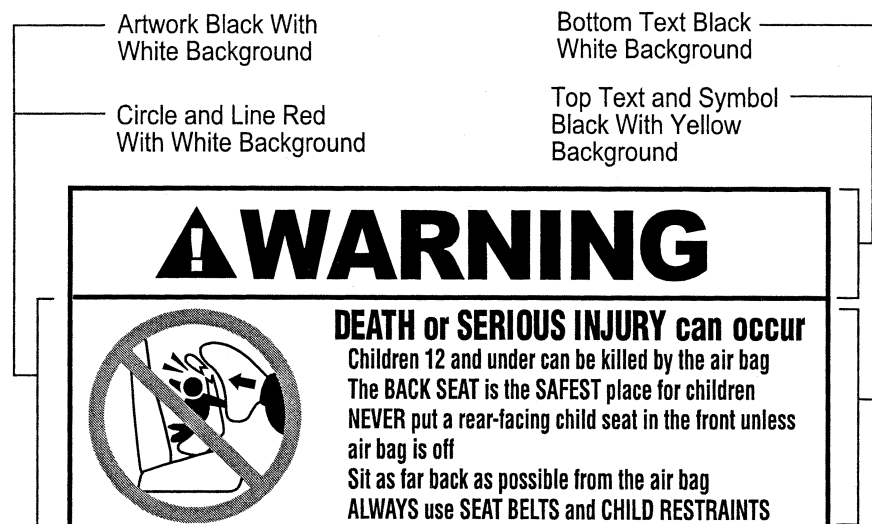 Artwork Black With
White Background
Bottom Text Black
White Background
Circle and Line Red
With White Background
Top Text and Symbol
Black With Yellow
Background
! WARNING
DEATH or SERIOUS INJURY can occur
Children 12 and under can be killed by the air bag
The BACK SEAT is the SAFEST place for children
NEVER put a rear-facing child seat in the front unless
air bag is off
Sit as far back as possible from the air bag
ALWAYS use SEAT BELTS and CHILD RESTRAINTS